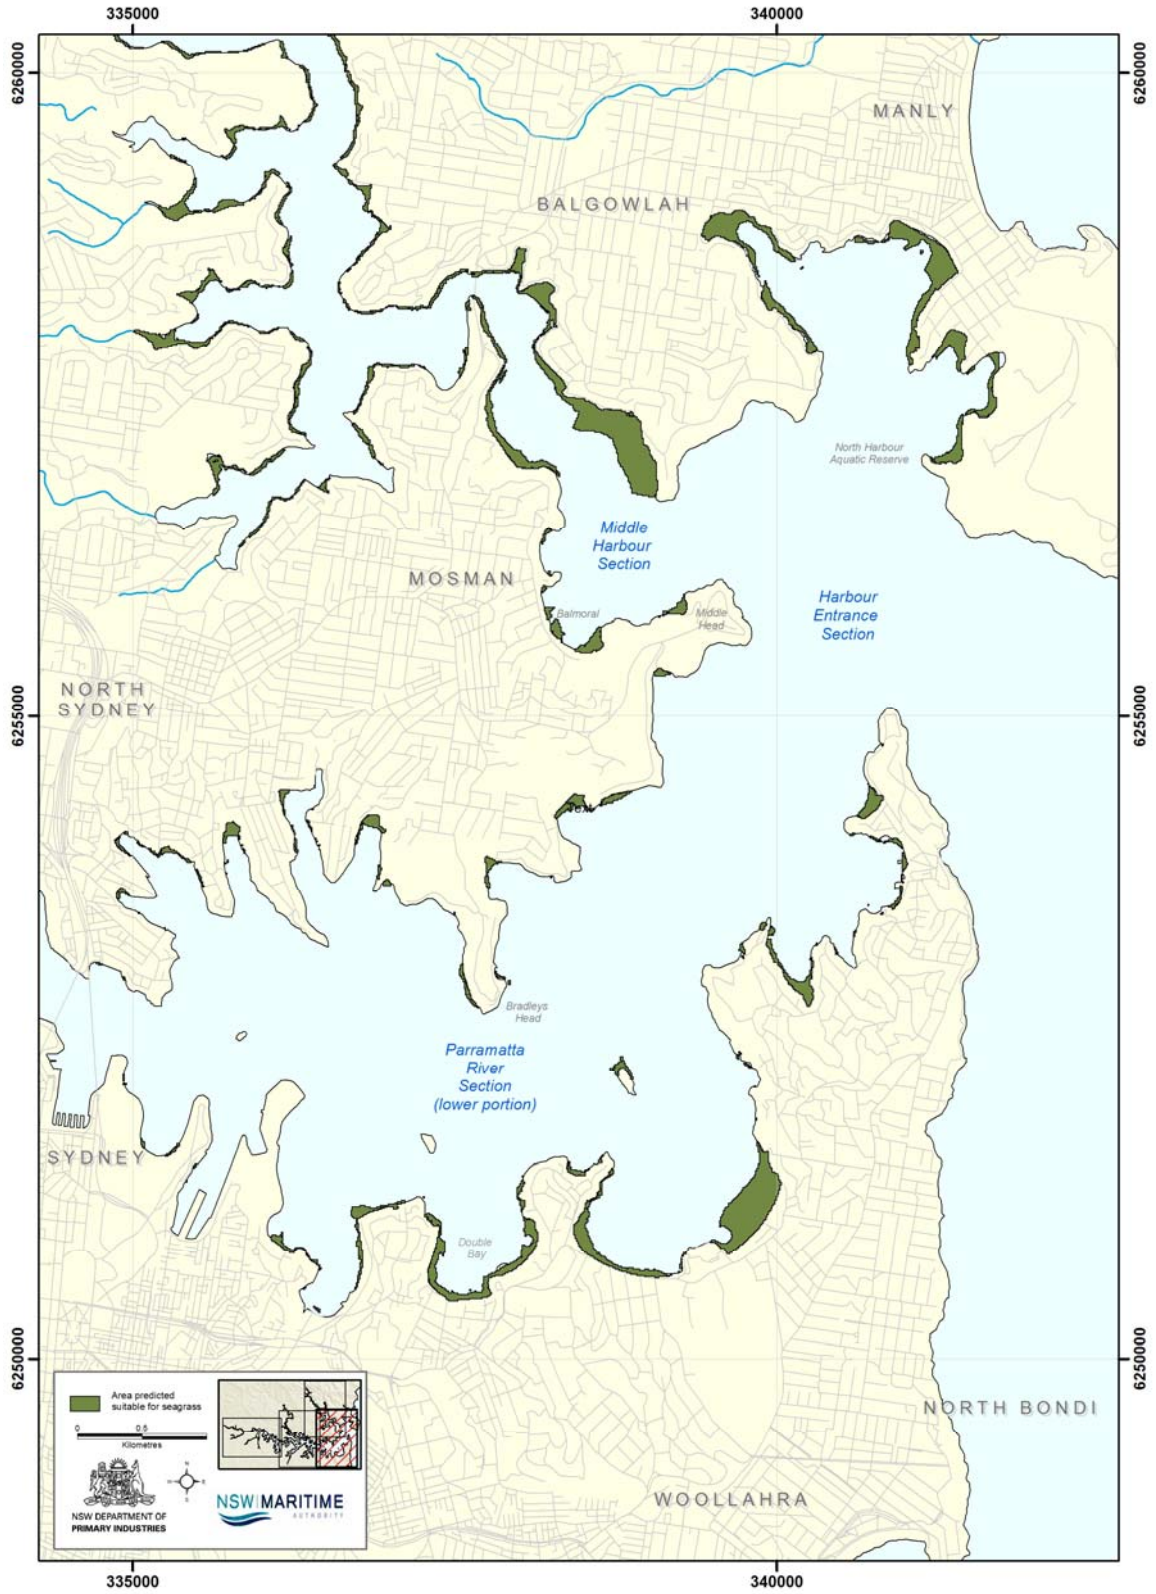 335000
340000
6260000
6260000
MANLY
BALGOWLAH
North Harbour
Aquatic Reserve
Middle
Harbour
Section
MOSMAN
Balmoral
Middle
Head
Harbour
Entrance
Section
NORTH
SYDNEY
6255000
6255000
Bradleys
Head
Parramatta
River
Section
(lower portion)
SYDNEY
Double
Bay
6250000
6250000
Area predicted
suitable for seagrass
0 0.5
Kilometres
N
S
NSW DEPARTMENT OF
PRIMARY INDUSTRIES
NSW MARITIME
AUTHORITY
NORTH BONDI
WOOLLAHRA
335000
340000